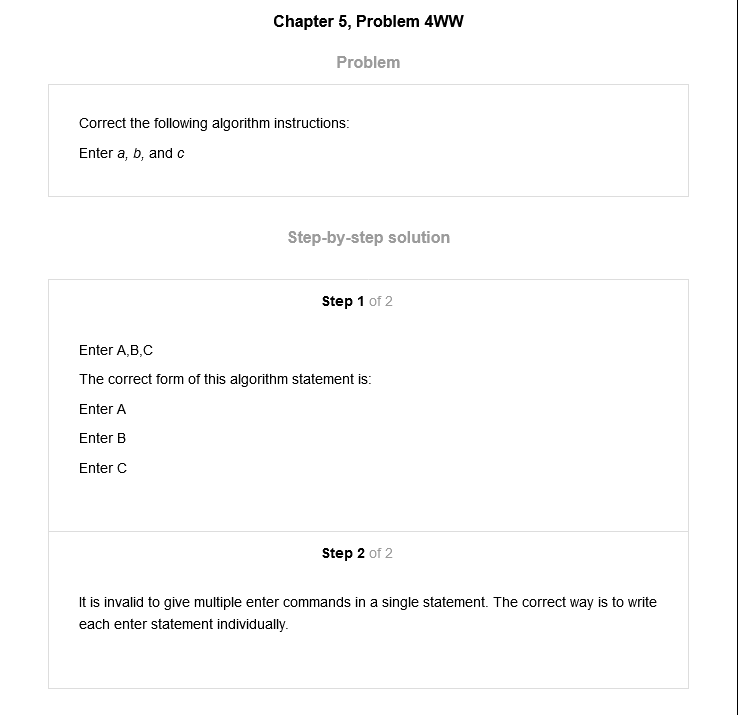 Chapter 5, Problem 4WW
Problem
Correct the following algorithm instructions:
Enter a, b, and c
Step-by-step solution
Step 1 of 2
Enter A,B,C
The correct form of this algorithm statement is:
Enter A
Enter B
Enter C
Step 2 of 2
It is invalid to give multiple enter commands in a single statement. The correct way is to write
each enter statement individually.